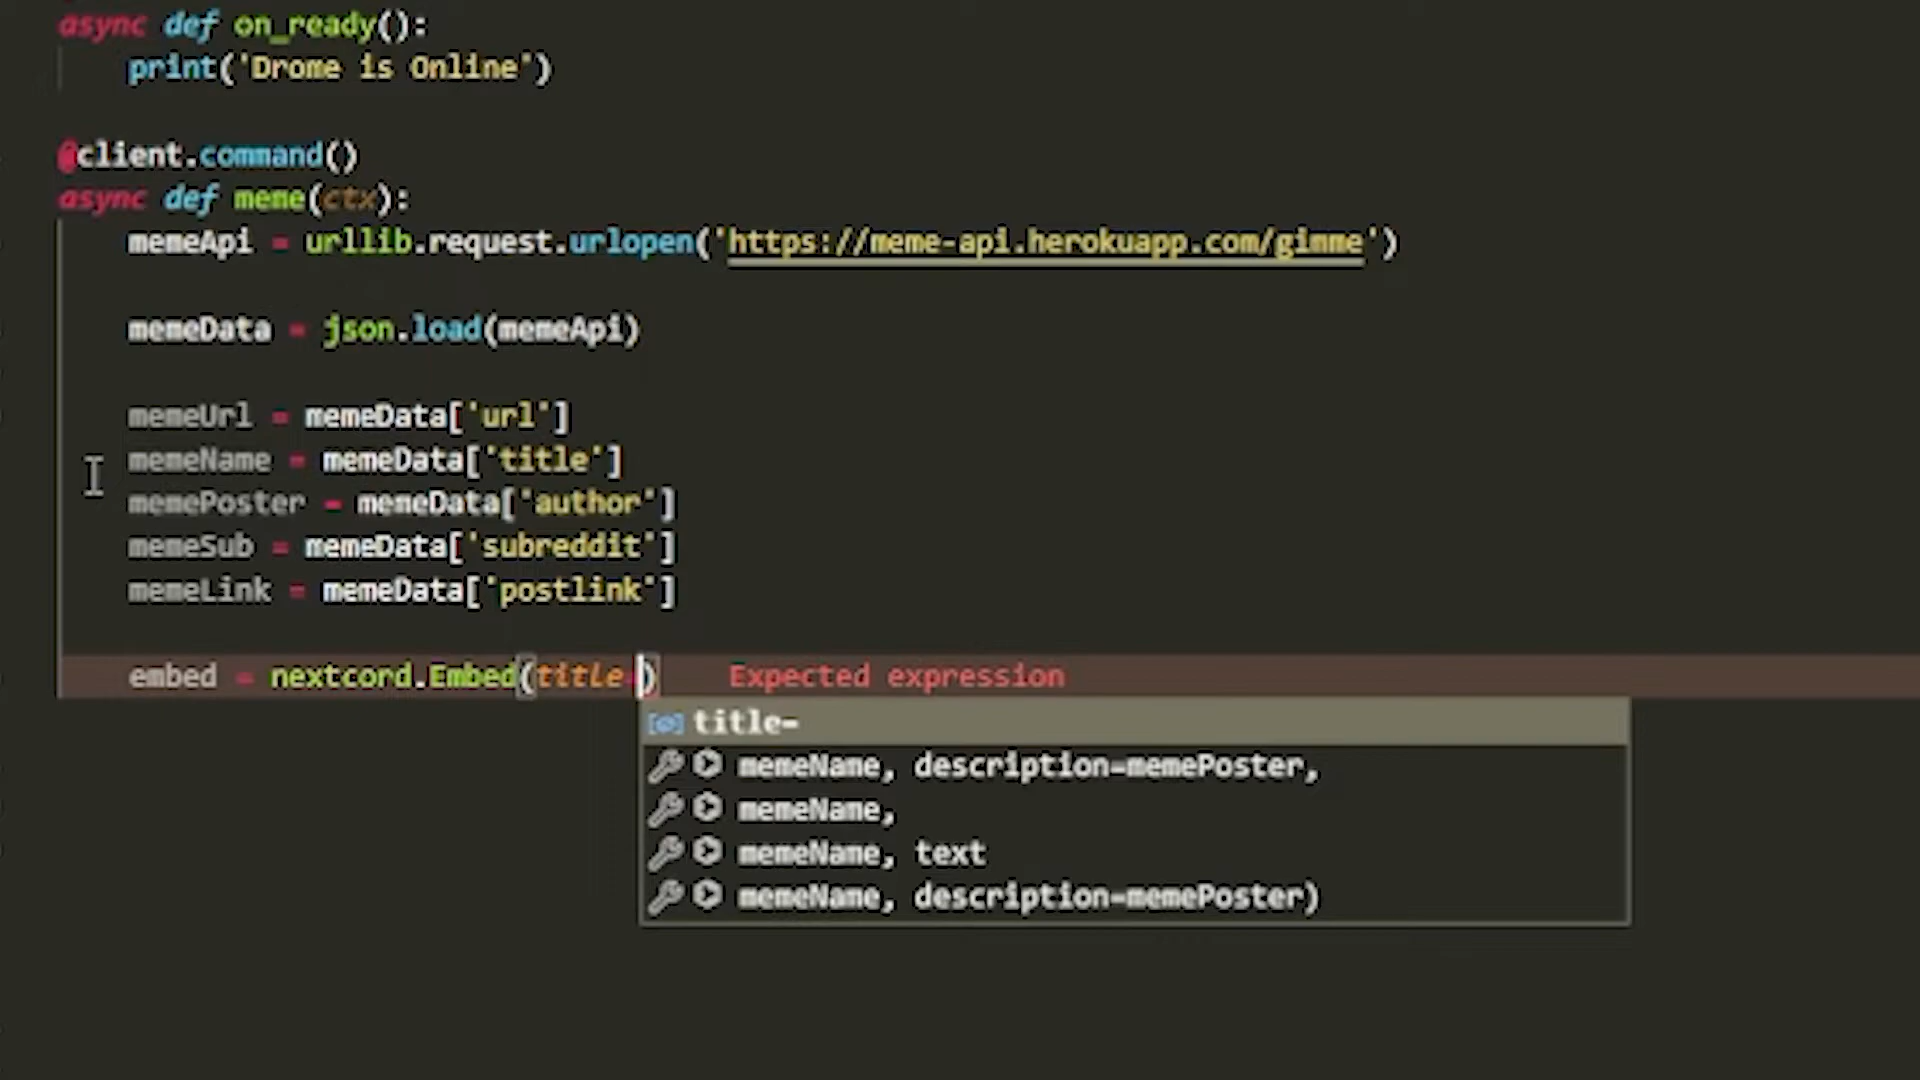 async def on_ready():
print('Drome is Online')
@client.command()
async def meme(ctx):
memeApi = urllib.request.urlopen('https://meme-api.herokuapp.com/gimme')
memeData = json.load(memeApi)
memeUrl = memeData['url']
memeName = memeData['title']
memePoster = memeData['author']
memeSub = memeData['subreddit']
memeLink = memeData['postlink']
embed = nextcord.Embed(title=) Expected expression
title=
memeName, description=memePoster,
memeName,
memeName, text
memeName, description=memePoster)